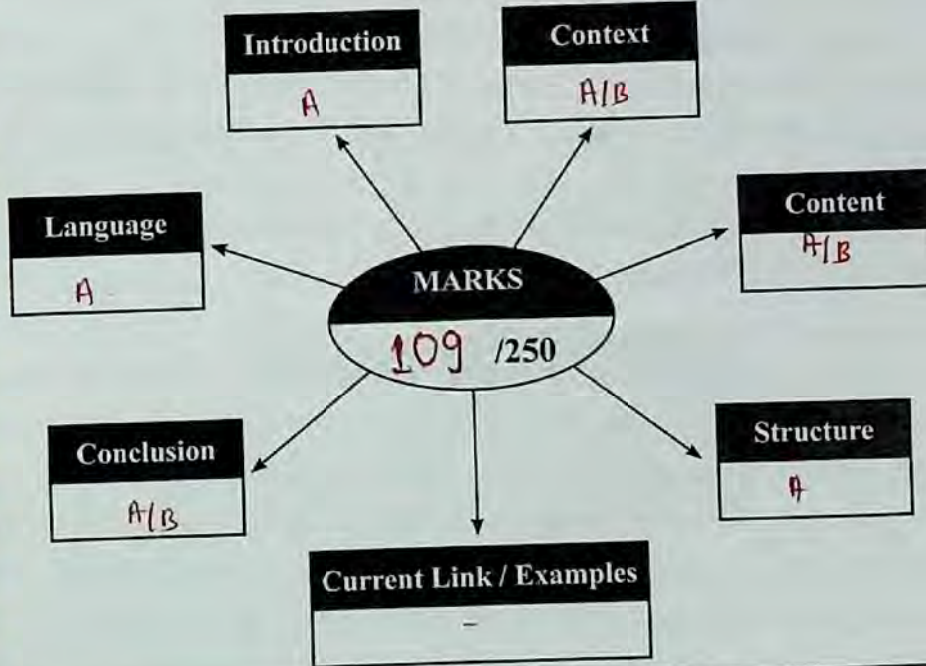 Introduction
A
Context
A/B
Content
A/B
Language
A
MARKS
109 /250
Conclusion
A/B
Structure
A
Current Link / Examples
-